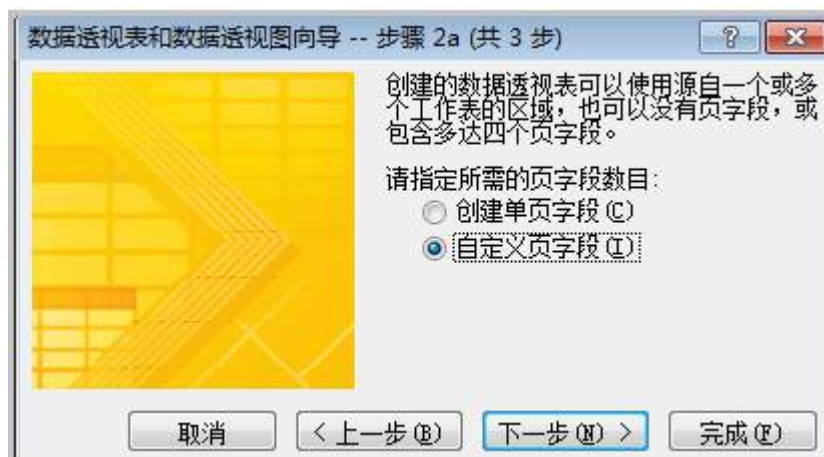 数据透视表和数据透视图向导 -- 步骤 2a (共 3 步)
创建的数据透视表可以使用源自一个或多
个工作表的区域，也可以没有页字段，或
包含多达四个页字段。
请指定所需的页字段数目：
创建单页字段(C)
自定义页字段(I)
取消
< 上一步(B)
下一步(N) >
完成(F)